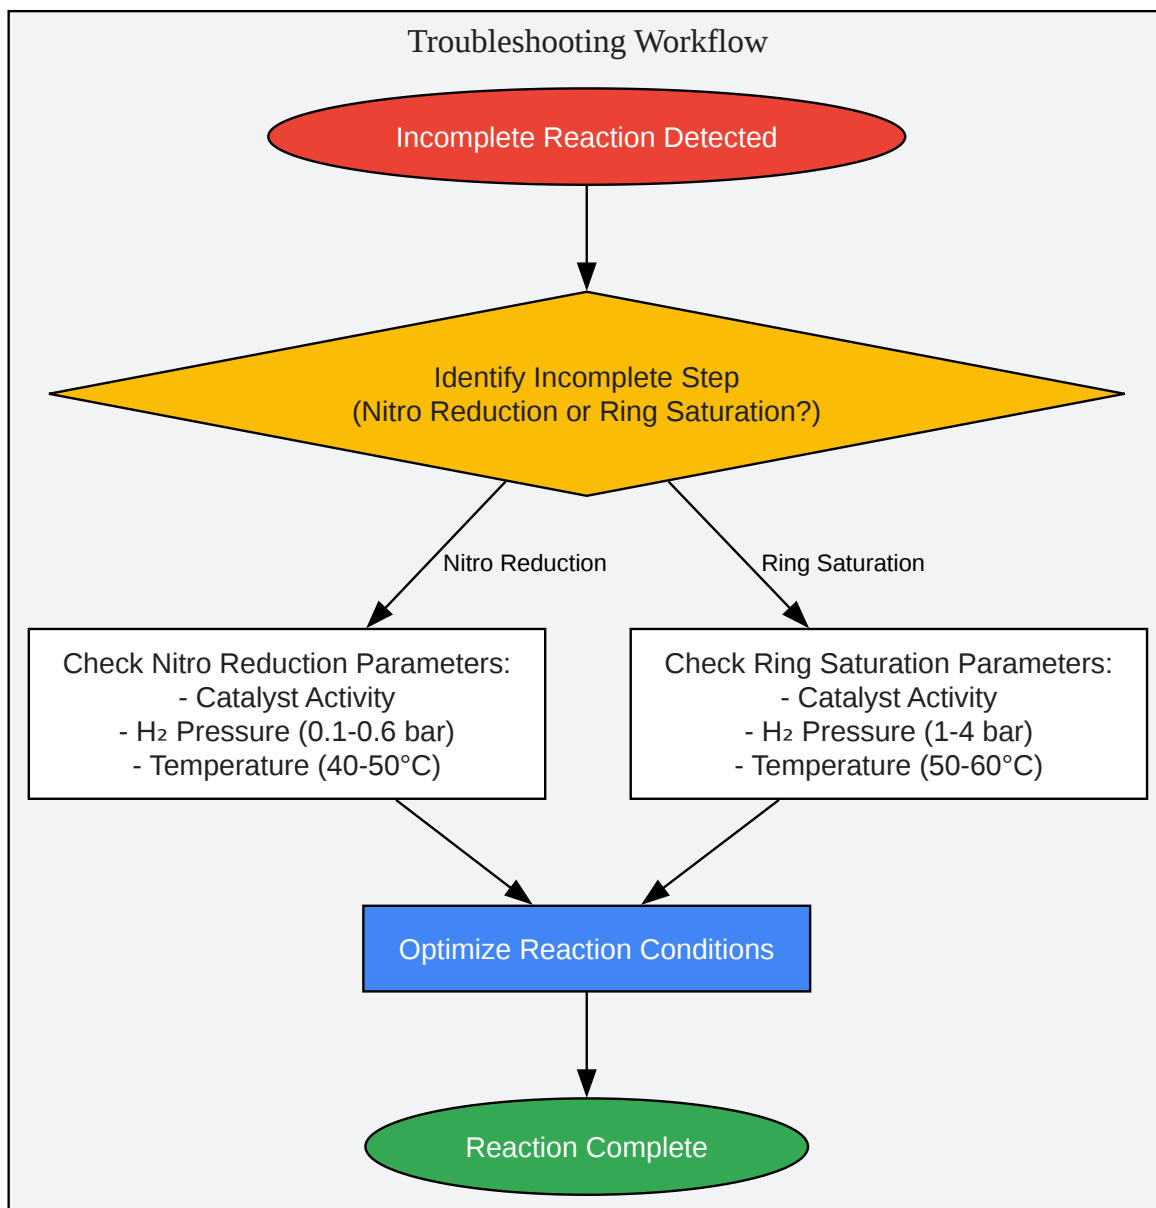 Troubleshooting Workflow
Incomplete Reaction Detected
Identify Incomplete Step
(Nitro Reduction or Ring Saturation?)
Nitro Reduction
Ring Saturation
Check Nitro Reduction Parameters:
- Catalyst Activity
- H₂ Pressure (0.1-0.6 bar)
- Temperature (40-50°C)
Check Ring Saturation Parameters:
- Catalyst Activity
- H₂ Pressure (1-4 bar)
- Temperature (50-60°C)
Optimize Reaction Conditions
Reaction Complete